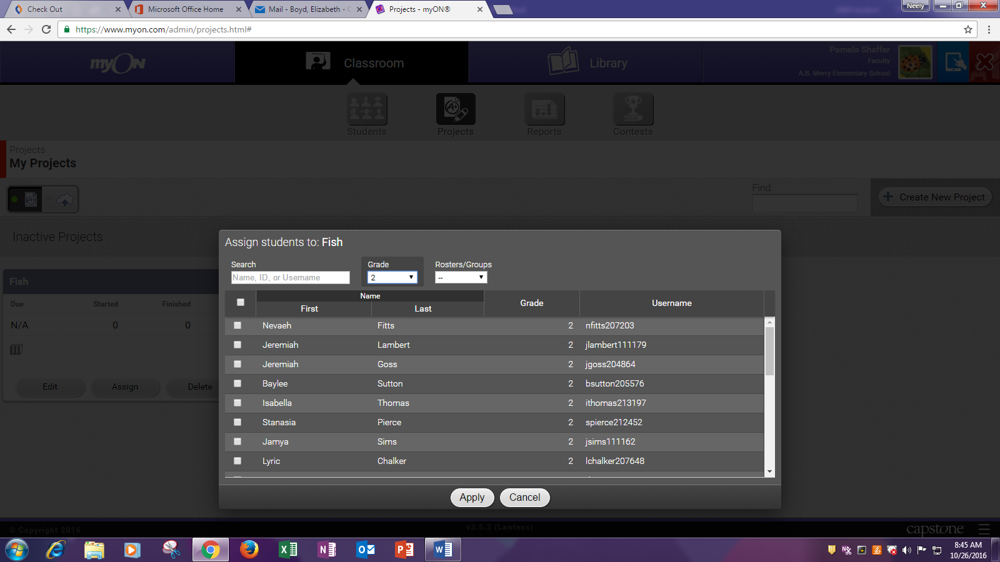 Check Out
Microsoft Office Home
Mail - Boyd, Elizabeth - C
Projects - myON®
Neely
https://www.myon.com/admin/projects.html#
myON
Classroom
Library
Pamela Shaffer
Faculty
A.B. Merry Elementary School
Students
Projects
Reports
Contests
Projects
My Projects
Find
Create New Project
Inactive Projects
Fish
Due Started Finished
N/A 0 0
Edit Assign Delete
Assign students to: Fish
Search Grade Rosters/Groups
Name, ID, or Username 2 --
Name
First Last Grade Username
Nevaeh Fitts 2 nfitts207203
Jeremiah Lambert 2 jlambert111179
Jeremiah Goss 2 jgoss204864
Baylee Sutton 2 bsutton205576
Isabella Thomas 2 ithomas213197
Stanasia Pierce 2 spierce212452
Jamya Sims 2 jsims111162
Lyric Chalker 2 lchalker207648
Apply Cancel
© Copyright 2016
v3.5.3 (Lawless)
capstone
8:45 AM
10/26/2016